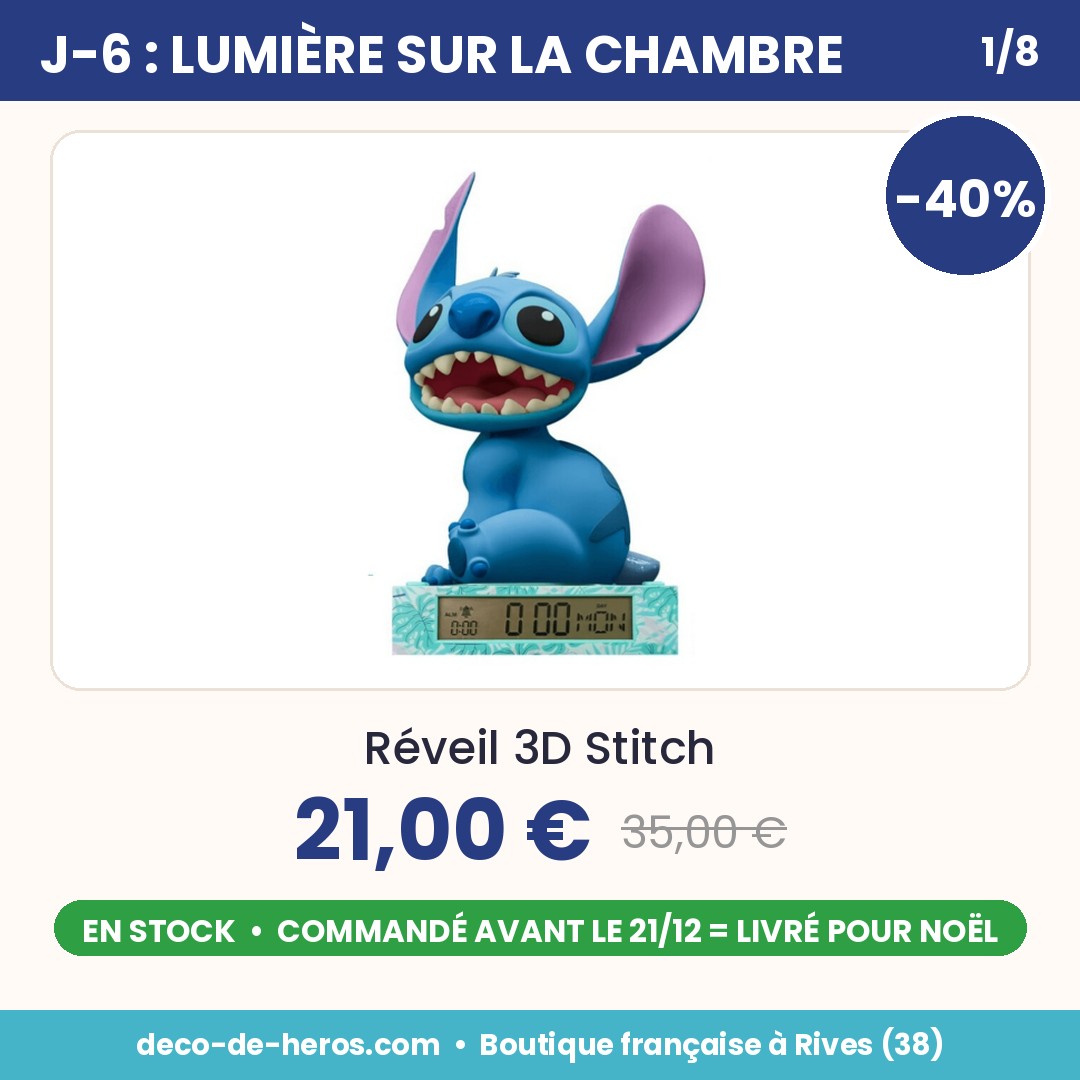 J-6 : LUMIÈRE SUR LA CHAMBRE
1/8
-40%
ALM
0:00
0:00 MON
DAY
Réveil 3D Stitch
21,00 € 35,00 €
EN STOCK • COMMANDÉ AVANT LE 21/12 = LIVRÉ POUR NOËL
deco-de-heros.com • Boutique française à Rives (38)